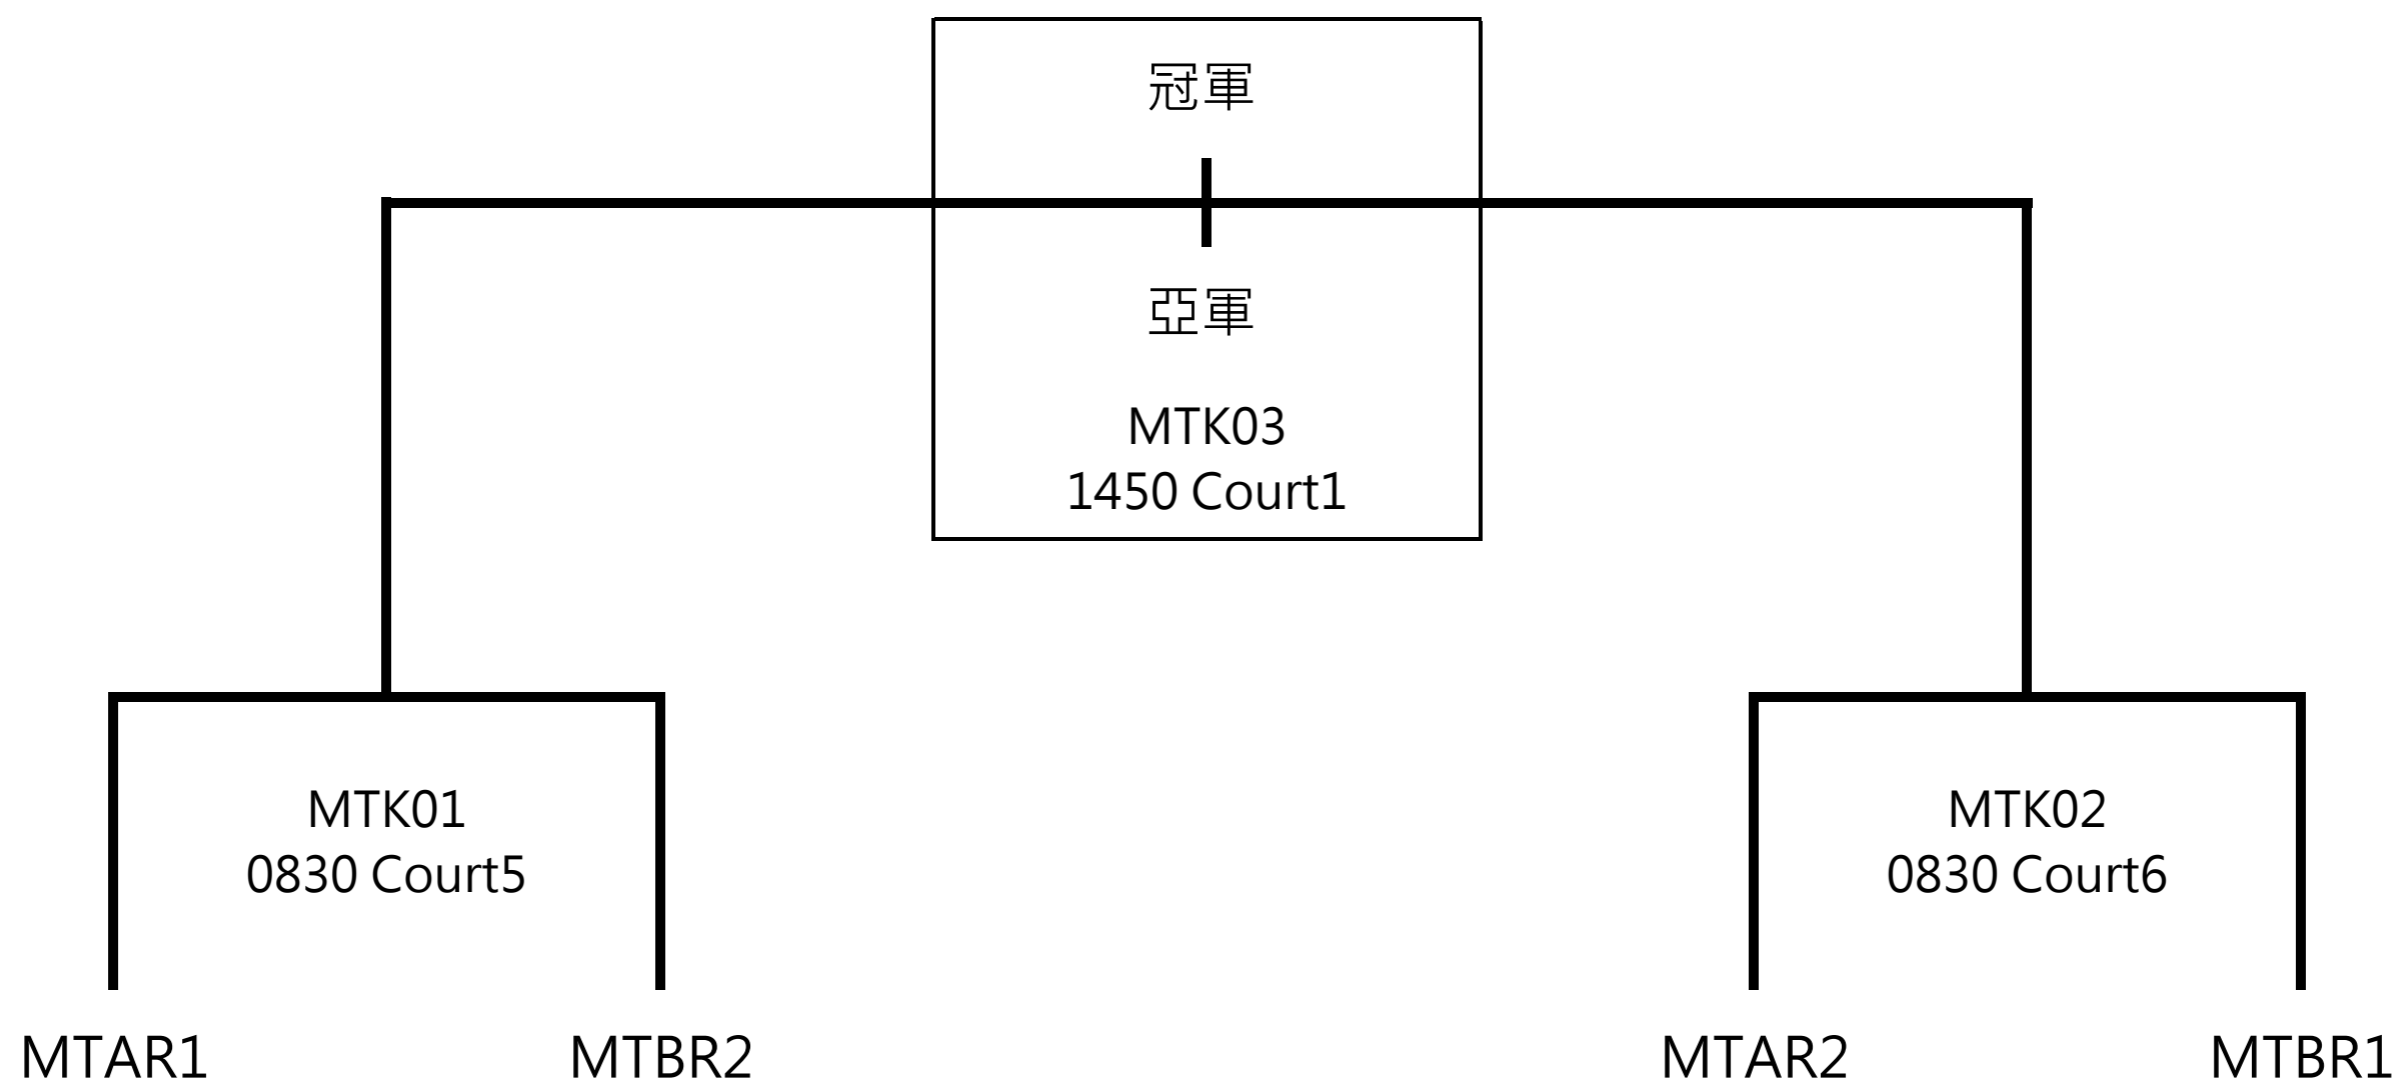 冠軍
亞軍
MTK03
1450 Court1
MTK01
0830 Court5
MTK02
0830 Court6
MTAR1
MTBR2
MTAR2
MTBR1